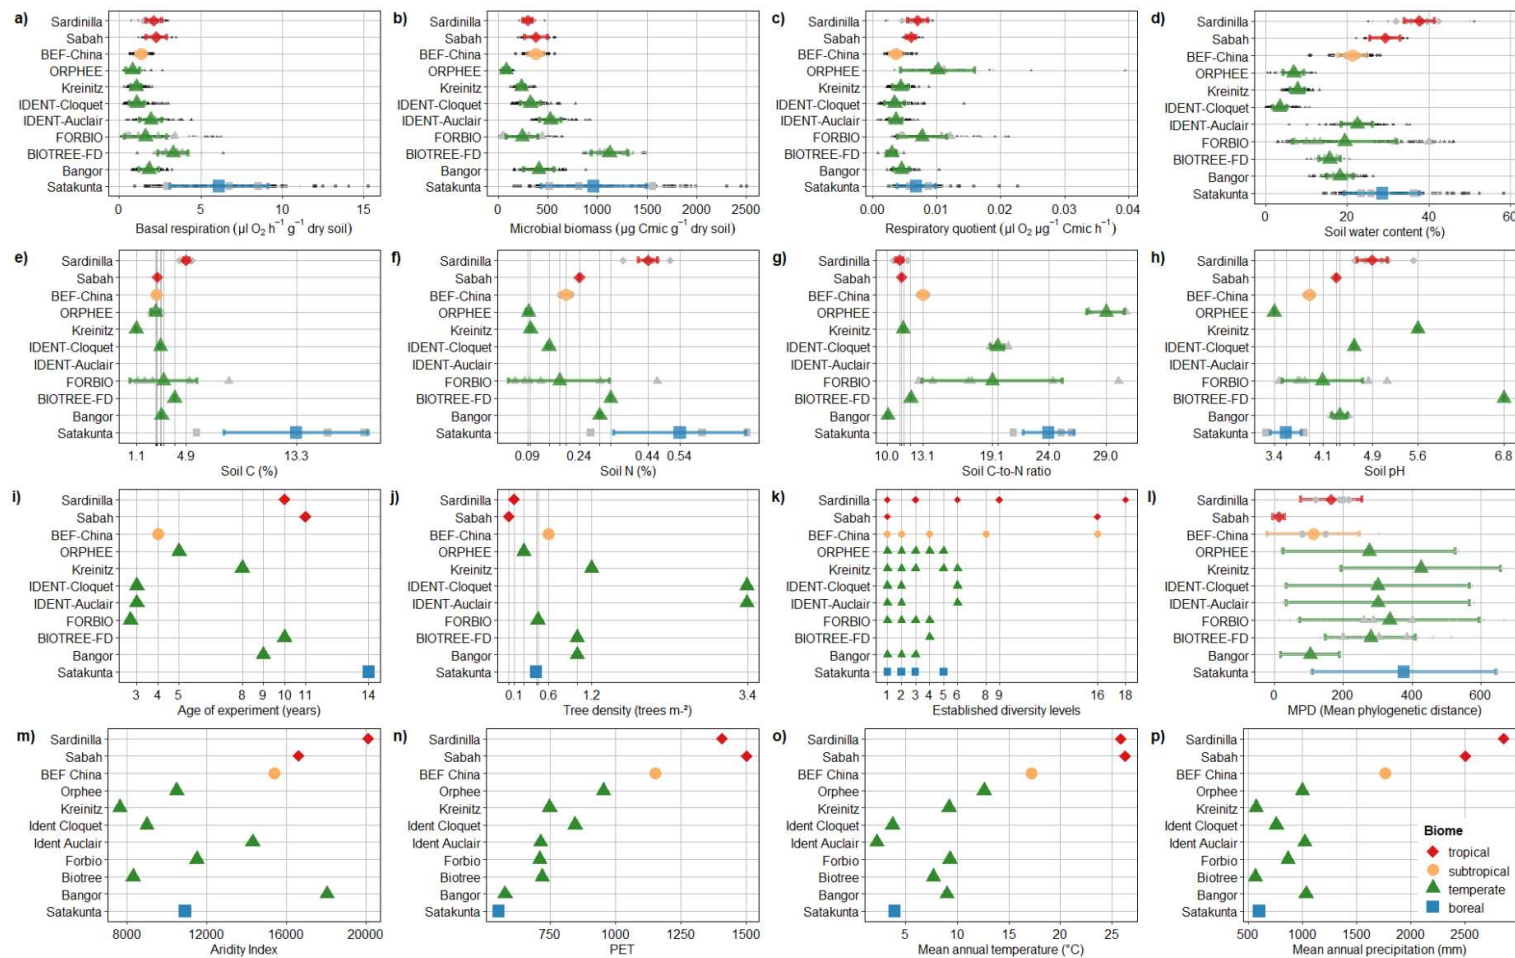 a)
Sardinilla
Sabah
BEF-China
ORPHEE
Kreinitz
IDENT-Cloquet
IDENT-Auclair
FORBIO
BIOTREE-FD
Bangor
Satakunta
0 5 10 15
Basal respiration (µl O₂ h⁻¹ g⁻¹ dry soil)
b)
Sardinilla
Sabah
BEF-China
ORPHEE
Kreinitz
IDENT-Cloquet
IDENT-Auclair
FORBIO
BIOTREE-FD
Bangor
Satakunta
0 500 1000 1500 2000 2500
Microbial biomass (µg Cmic g⁻¹ dry soil)
c)
Sardinilla
Sabah
BEF-China
ORPHEE
Kreinitz
IDENT-Cloquet
IDENT-Auclair
FORBIO
BIOTREE-FD
Bangor
Satakunta
0.00 0.01 0.02 0.03 0.04
Respiratory quotient (µl O₂ µg⁻¹ Cmic h⁻¹)
d)
Sardinilla
Sabah
BEF-China
ORPHEE
Kreinitz
IDENT-Cloquet
IDENT-Auclair
FORBIO
BIOTREE-FD
Bangor
Satakunta
0 20 40 60
Soil water content (%)
e)
Sardinilla
Sabah
BEF-China
ORPHEE
Kreinitz
IDENT-Cloquet
IDENT-Auclair
FORBIO
BIOTREE-FD
Bangor
Satakunta
1.1 4.9 13.3
Soil C (%)
f)
Sardinilla
Sabah
BEF-China
ORPHEE
Kreinitz
IDENT-Cloquet
IDENT-Auclair
FORBIO
BIOTREE-FD
Bangor
Satakunta
0.09 0.24 0.44 0.54
Soil N (%)
g)
Sardinilla
Sabah
BEF-China
ORPHEE
Kreinitz
IDENT-Cloquet
IDENT-Auclair
FORBIO
BIOTREE-FD
Bangor
Satakunta
10.0 13.1 19.1 24.0 29.0
Soil C-to-N ratio
h)
Sardinilla
Sabah
BEF-China
ORPHEE
Kreinitz
IDENT-Cloquet
IDENT-Auclair
FORBIO
BIOTREE-FD
Bangor
Satakunta
3.4 4.1 4.9 5.6 6.8
Soil pH
i)
Sardinilla
Sabah
BEF-China
ORPHEE
Kreinitz
IDENT-Cloquet
IDENT-Auclair
FORBIO
BIOTREE-FD
Bangor
Satakunta
3 4 5 8 9 10 11 14
Age of experiment (years)
j)
Sardinilla
Sabah
BEF-China
ORPHEE
Kreinitz
IDENT-Cloquet
IDENT-Auclair
FORBIO
BIOTREE-FD
Bangor
Satakunta
0.1 0.6 1.2 3.4
Tree density (trees m-²)
k)
Sardinilla
Sabah
BEF-China
ORPHEE
Kreinitz
IDENT-Cloquet
IDENT-Auclair
FORBIO
BIOTREE-FD
Bangor
Satakunta
1 2 3 4 5 6 8 9 16 18
Established diversity levels
l)
Sardinilla
Sabah
BEF-China
ORPHEE
Kreinitz
IDENT-Cloquet
IDENT-Auclair
FORBIO
BIOTREE-FD
Bangor
Satakunta
0 200 400 600
MPD (Mean phylogenetic distance)
m)
Sardinilla
Sabah
BEF China
Orphee
Kreinitz
Ident Cloquet
Ident Auclair
Forbio
Biotree
Bangor
Satakunta
8000 12000 16000 20000
Aridity Index
n)
Sardinilla
Sabah
BEF China
Orphee
Kreinitz
Ident Cloquet
Ident Auclair
Forbio
Biotree
Bangor
Satakunta
750 1000 1250 1500
PET
o)
Sardinilla
Sabah
BEF China
Orphee
Kreinitz
Ident Cloquet
Ident Auclair
Forbio
Biotree
Bangor
Satakunta
5 10 15 20 25
Mean annual temperature (°C)
p)
Sardinilla
Sabah
BEF China
Orphee
Kreinitz
Ident Cloquet
Ident Auclair
Forbio
Biotree
Bangor
Satakunta
500 1000 1500 2000 2500
Mean annual precipitation (mm)
Biome
tropical
subtropical
temperate
boreal